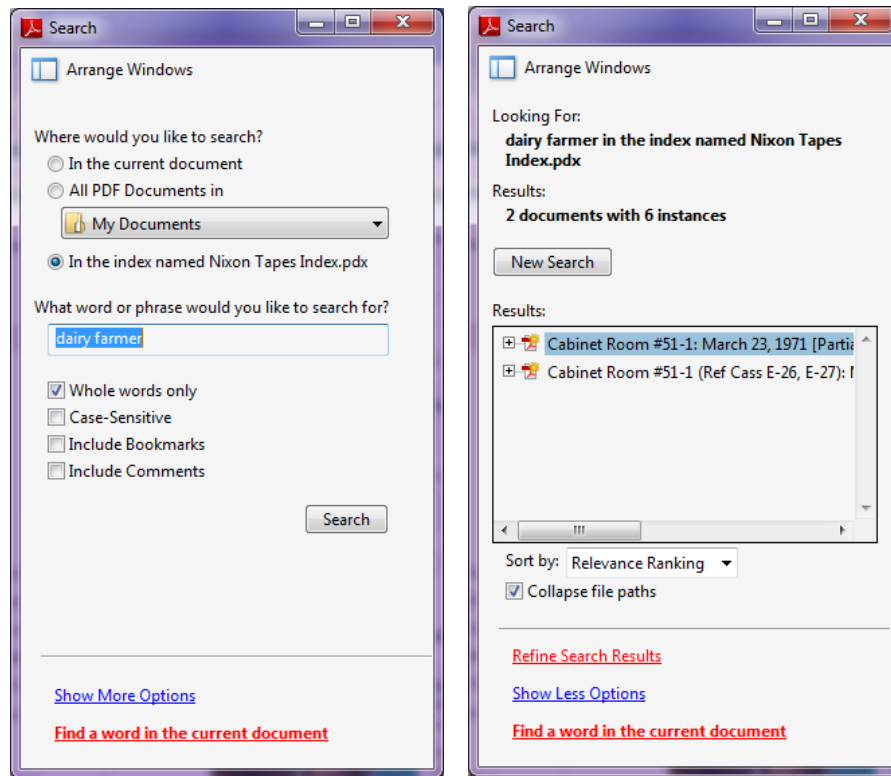 Search
Arrange Windows
Where would you like to search?
In the current document
All PDF Documents in
My Documents
In the index named Nixon Tapes Index.pdx
What word or phrase would you like to search for?
dairy farmer
Whole words only
Case-Sensitive
Include Bookmarks
Include Comments
Search
Show More Options
Find a word in the current document
Search
Arrange Windows
Looking For:
dairy farmer in the index named Nixon Tapes
Index.pdx
Results:
2 documents with 6 instances
New Search
Results:
Cabinet Room #51-1: March 23, 1971 [Partia
Cabinet Room #51-1 (Ref Cass E-26, E-27):
Sort by: Relevance Ranking
Collapse file paths
Refine Search Results
Show Less Options
Find a word in the current document